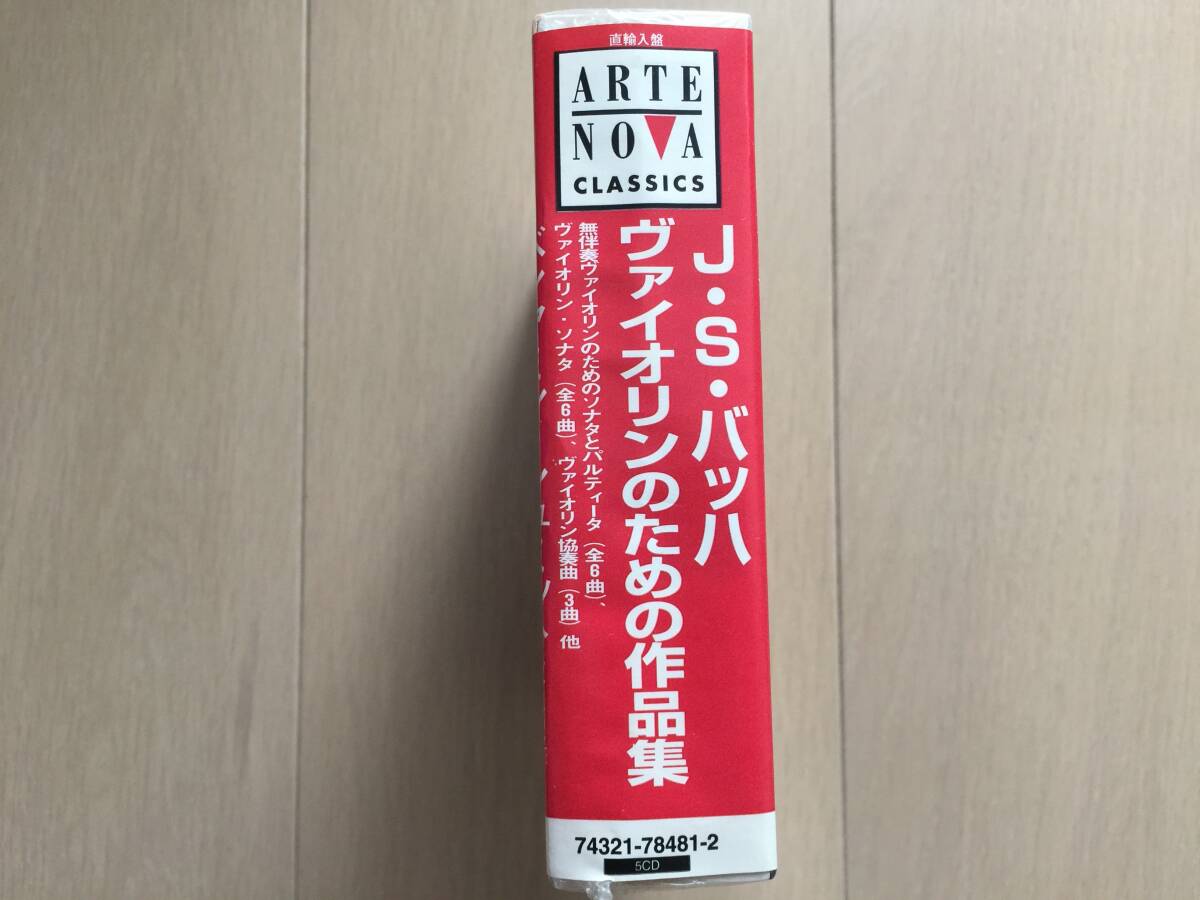 直輸入盤
ARTE
NOVA
CLASSICS
J・S・バッハ
ヴァイオリンのための作品集
無伴奏ヴァイオリンのためのソナタとパルティータ(全6曲)、
ヴァイオリン・ソナタ(全6曲)、ヴァイオリン協奏曲(3曲)他
74321-78481-2
5CD